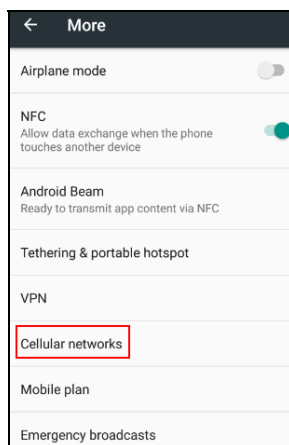 More
Airplane mode
NFC
Allow data exchange when the phone
touches another device
Android Beam
Ready to transmit app content via NFC
Tethering & portable hotspot
VPN
Cellular networks
Mobile plan
Emergency broadcasts